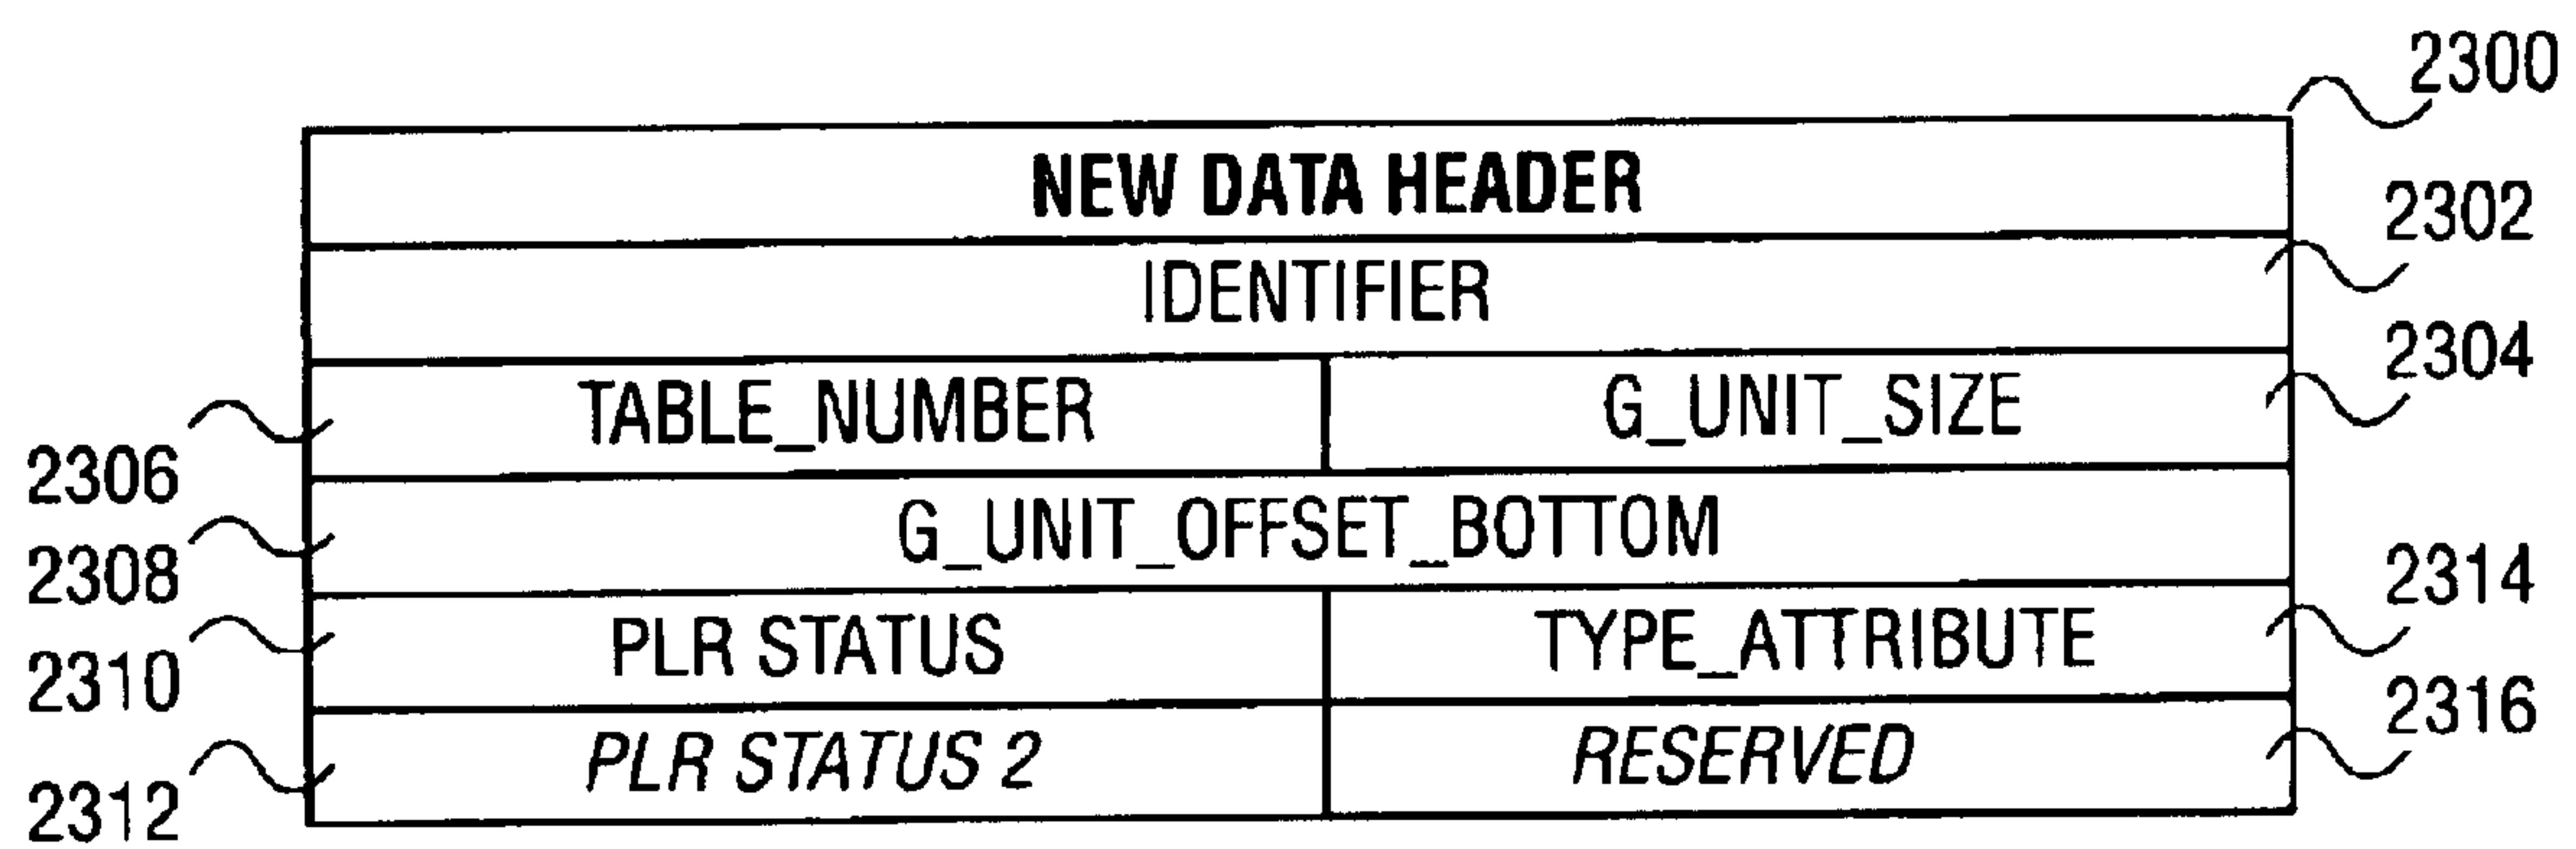 2300
NEW DATA HEADER
2302
IDENTIFIER
2304
TABLE_NUMBER G_UNIT_SIZE
2306
G_UNIT_OFFSET_BOTTOM
2308
2314
PLR STATUS TYPE_ATTRIBUTE
2310
2316
PLR STATUS 2 RESERVED
2312